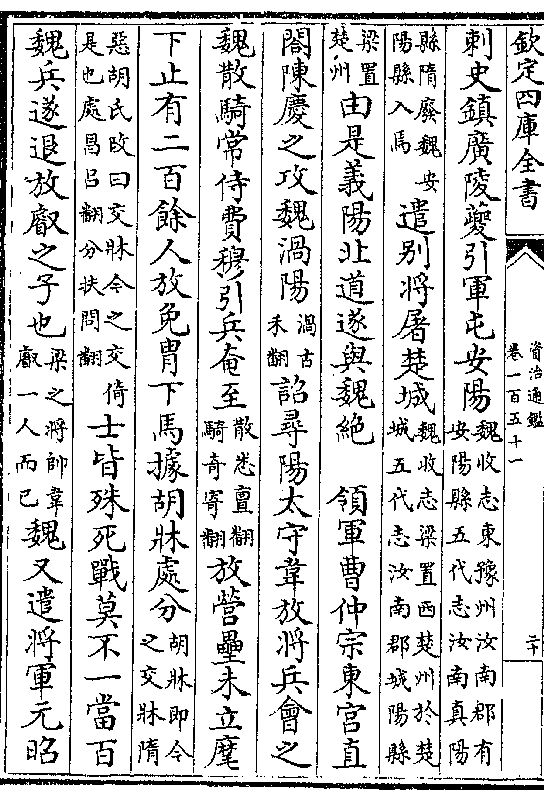 欽定四庫全書
資治通鑑
卷一百五十一
二十
刺史鎮廣陵夔引軍屯安陽魏收志東豫州汝南郡有安陽縣五代志汝南真陽
縣隋廢魏安陽縣入焉遣别將屠楚城魏收志梁置西楚州於楚城五代志汝南郡城陽縣
梁置楚州由是義陽北道遂與魏絶 領軍曹仲宗東宮直
閤陳慶之攻魏渦陽渦古禾翻詔尋陽太守韋放將兵會之
魏散騎常侍費穆引兵奄至散悉亶翻騎奇寄翻放營壘未立麾
下止有二百餘人放免胄下馬據胡牀處分胡牀即今之交牀隋
惡胡氏改曰交牀今之交倚是也處昌呂翻分扶問翻士皆殊死戰莫不一當百
魏兵遂退放叡之子也梁之將帥韋叡一人而已魏又遣將軍元昭